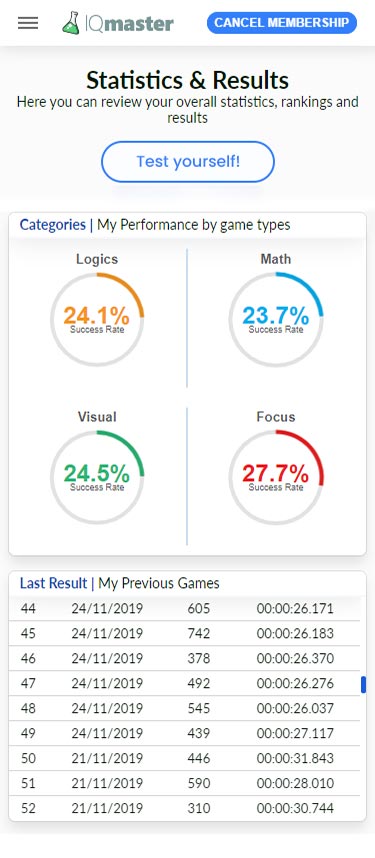 IQmaster CANCEL MEMBERSHIP
Statistics & Results
Here you can review your overall statistics, rankings and
results
Test yourself!
Categories | My Performance by game types
Logics
24.1%
Success Rate
Math
23.7%
Success Rate
Visual
24.5%
Success Rate
Focus
27.7%
Success Rate
Last Result | My Previous Games
44 24/11/2019 605 00:00:26.171
45 24/11/2019 742 00:00:26.183
46 24/11/2019 378 00:00:26.370
47 24/11/2019 492 00:00:26.276
48 24/11/2019 545 00:00:26.037
49 24/11/2019 439 00:00:27.117
50 21/11/2019 446 00:00:31.843
51 21/11/2019 590 00:00:28.010
52 21/11/2019 310 00:00:30.744